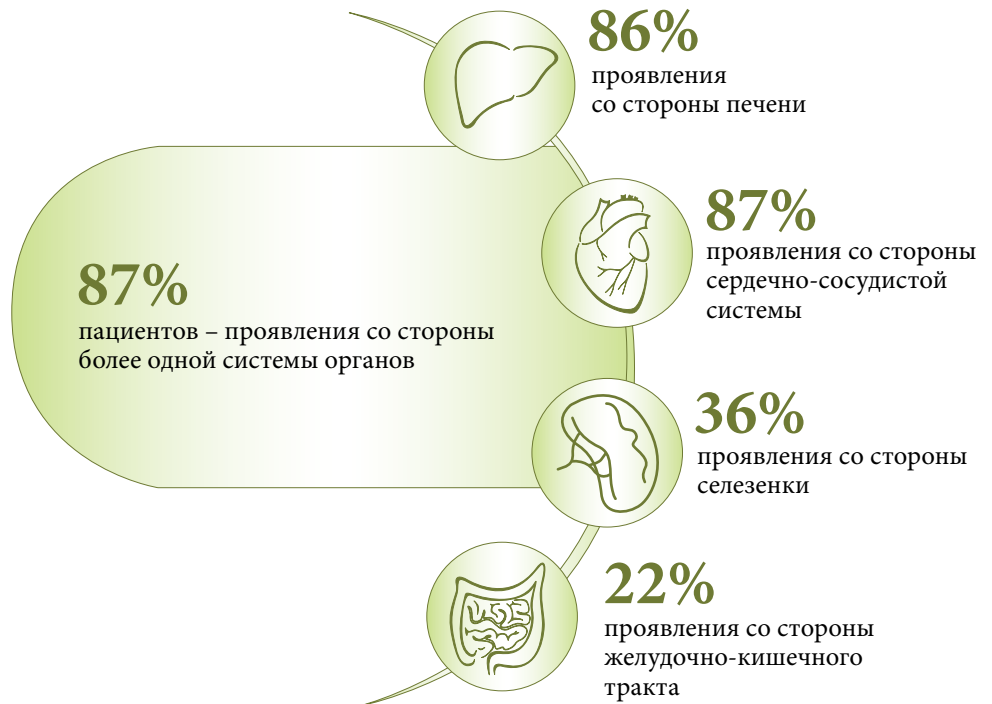 86%
проявления
со стороны печени
87%
проявления со стороны
сердечно-сосудистой
системы
87%
пациентов – проявления со стороны
более одной системы органов
36%
проявления со стороны
селезенки
22%
проявления со стороны
желудочно-кишечного
тракта